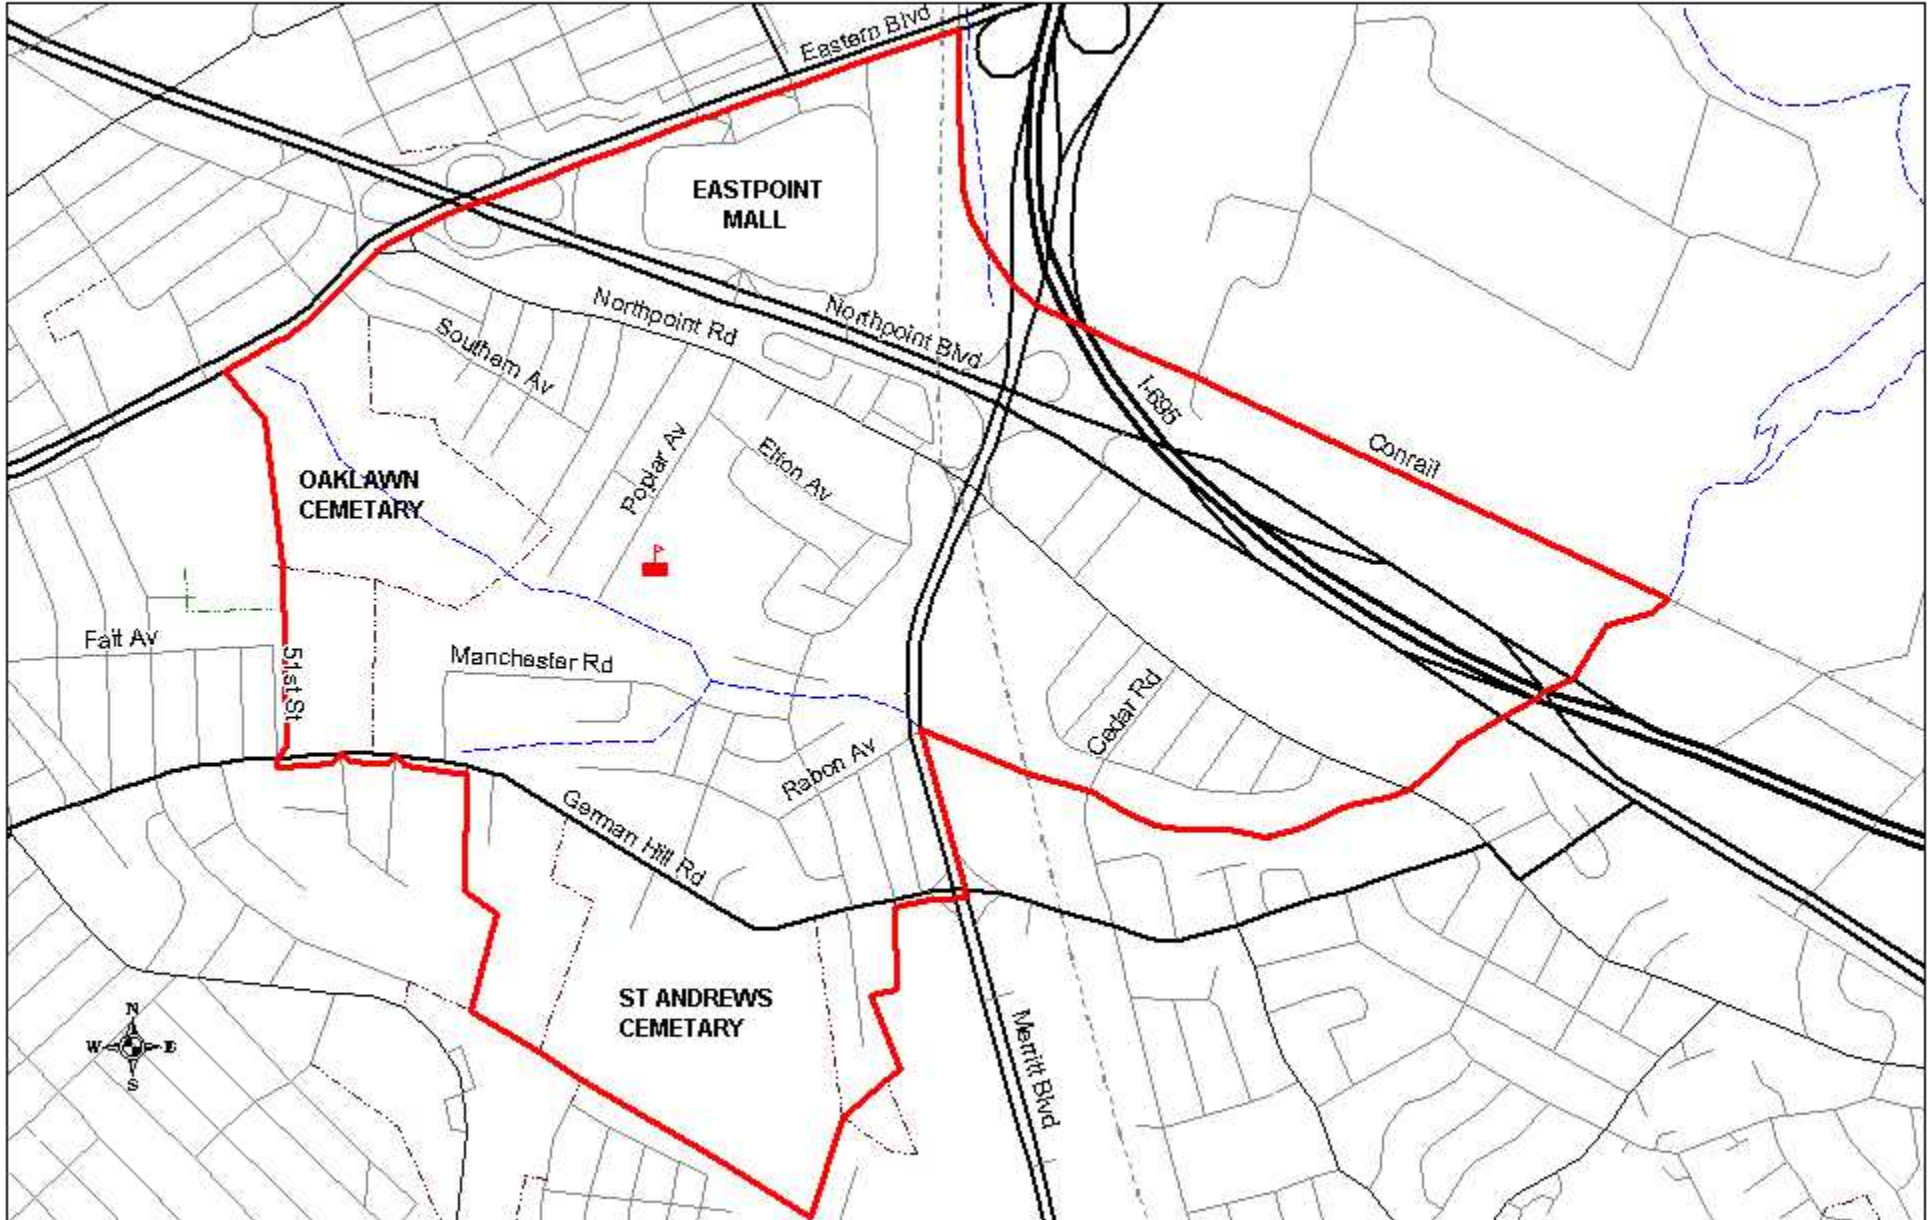 Eastern Blvd
EASTPOINT
MALL
Northpoint Rd
Northpoint Blvd
Southam Av
I-695
Conrail
Poplar Av
Elton Av
OAKLAWN
CEMETARY
Fait Av
51st St
Manchester Rd
Cedar Rd
Rabon Av
German Hill Rd
ST ANDREWS
CEMETARY
Merritt Blvd
N
W E
S